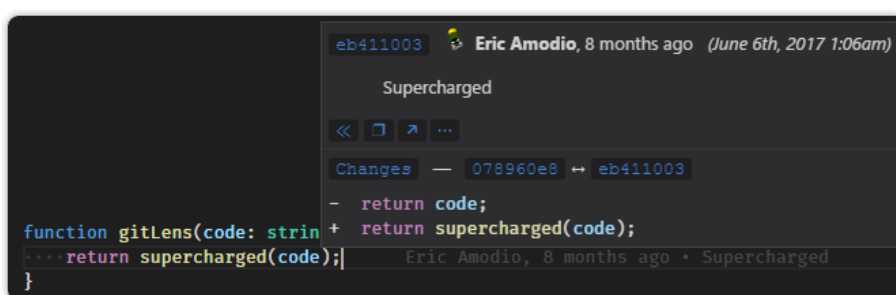 eb411003 Eric Amodio, 8 months ago (June 6th, 2017 1:06am)
Supercharged
Changes — 078960e8 ↔ eb411003
- return code;
+ return supercharged(code);
function gitLens(code: strin
····return supercharged(code); Eric Amodio, 8 months ago • Supercharged
}